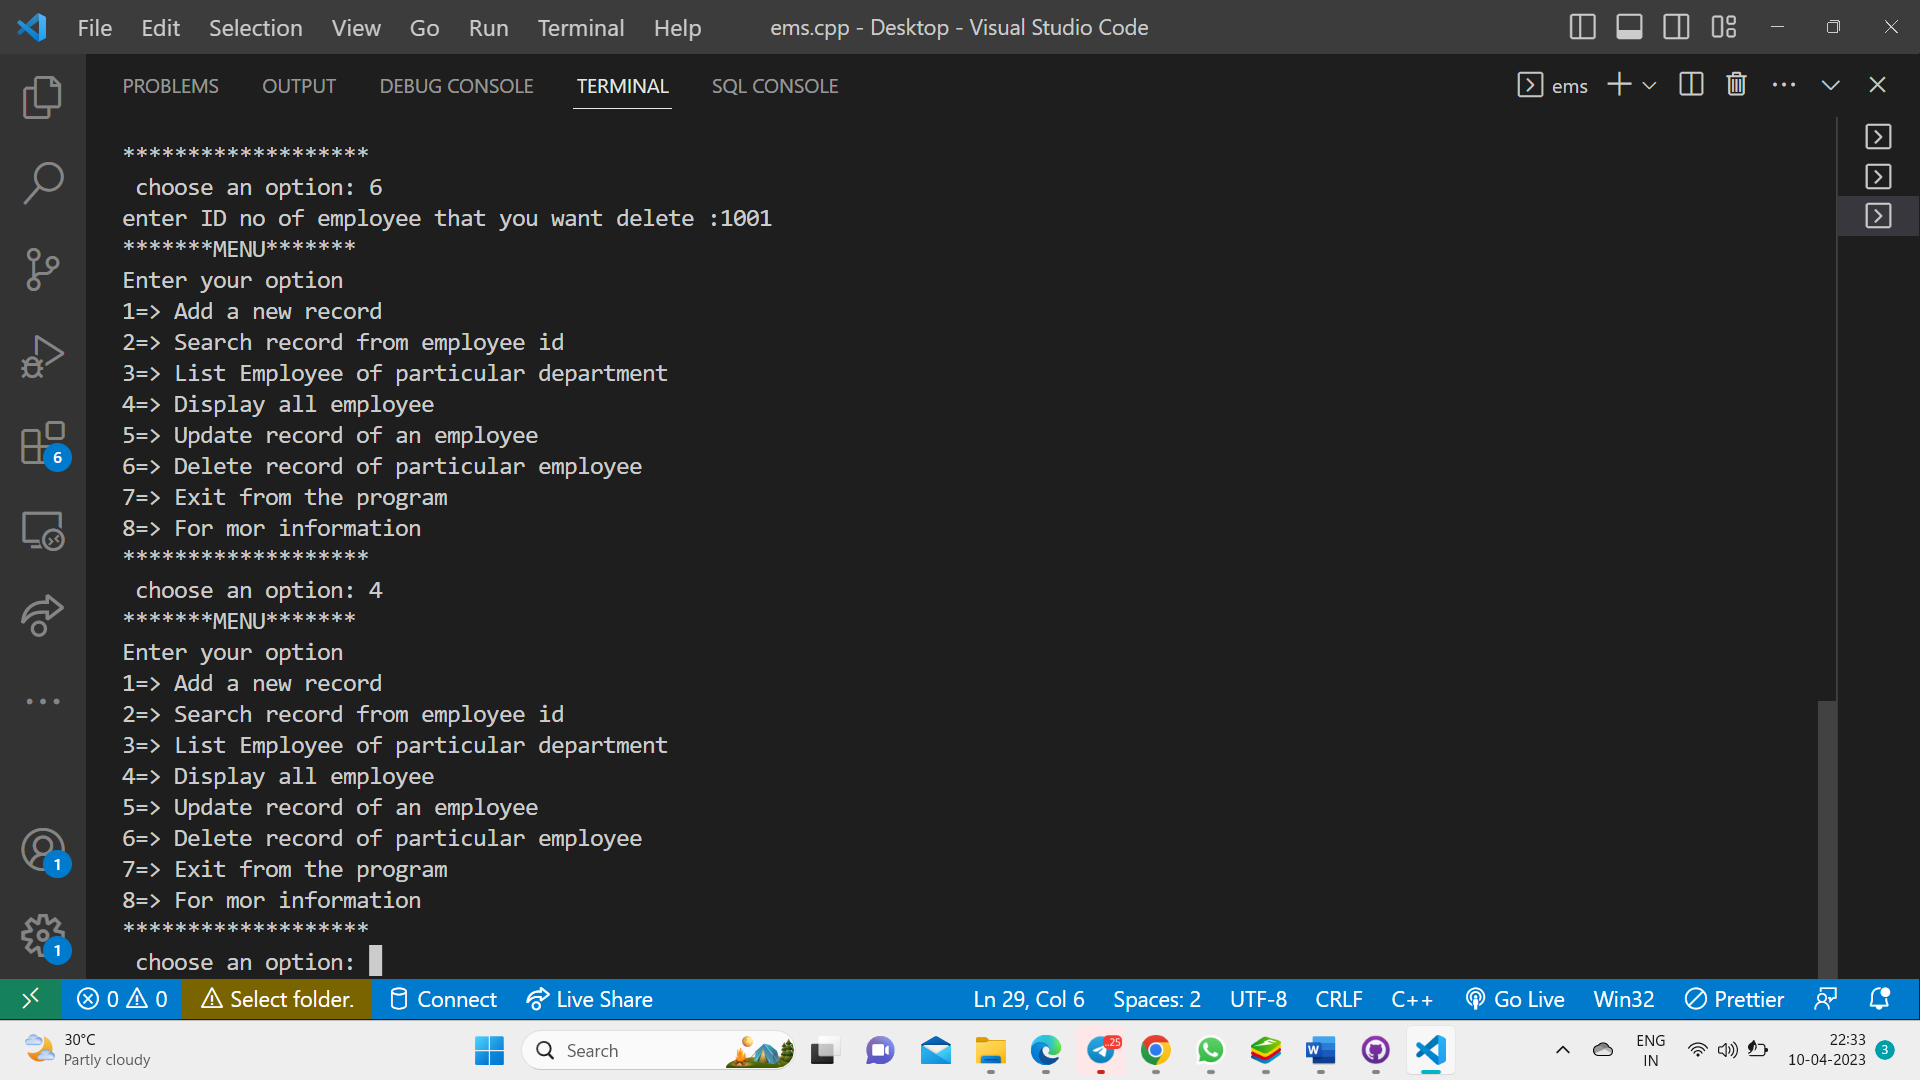 File Edit Selection View Go Run Terminal Help ems.cpp - Desktop - Visual Studio Code
PROBLEMS OUTPUT DEBUG CONSOLE TERMINAL SQL CONSOLE ems
*******************
choose an option: 6
enter ID no of employee that you want delete :1001
*******MENU*******
Enter your option
1=> Add a new record
2=> Search record from employee id
3=> List Employee of particular department
4=> Display all employee
5=> Update record of an employee
6=> Delete record of particular employee
7=> Exit from the program
8=> For mor information
*******************
choose an option: 4
*******MENU*******
Enter your option
1=> Add a new record
2=> Search record from employee id
3=> List Employee of particular department
4=> Display all employee
5=> Update record of an employee
6=> Delete record of particular employee
7=> Exit from the program
8=> For mor information
*******************
choose an option:
6
1
1
0 0 Select folder. Connect Live Share Ln 29, Col 6 Spaces: 2 UTF-8 CRLF C++ Go Live Win32 Prettier
30°C
Partly cloudy
Search
.25
W
ENG
IN
22:33
10-04-2023
3